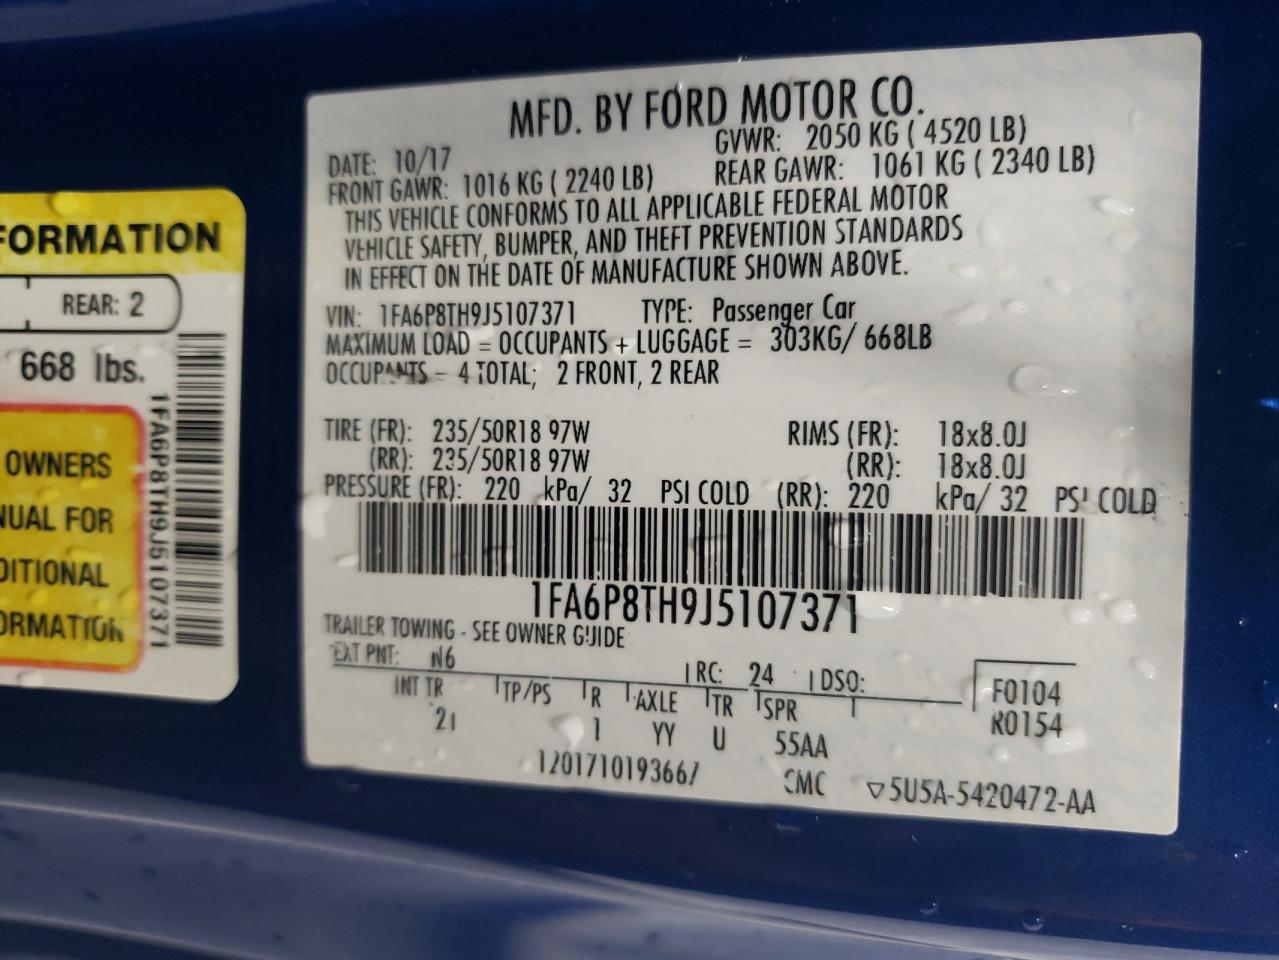 FORMATION
REAR: 2
668 lbs.
OWNERS
NUAL FOR
DITIONAL
ORMATION
1FA6P8TH9J5107371
MFD. BY FORD MOTOR CO.
DATE: 10/17 GVWR: 2050 KG ( 4520 LB)
FRONT GAWR: 1016 KG ( 2240 LB) REAR GAWR: 1061 KG ( 2340 LB)
THIS VEHICLE CONFORMS TO ALL APPLICABLE FEDERAL MOTOR
VEHICLE SAFETY, BUMPER, AND THEFT PREVENTION STANDARDS
IN EFFECT ON THE DATE OF MANUFACTURE SHOWN ABOVE.
VIN: 1FA6P8TH9J5107371 TYPE: Passenger Car
MAXIMUM LOAD = OCCUPANTS + LUGGAGE = 303KG/ 668LB
OCCUPANTS - 4 TOTAL; 2 FRONT, 2 REAR
TIRE (FR): 235/50R18 97W RIMS (FR): 18x8.0J
(RR): 235/50R18 97W (RR): 18x8.0J
PRESSURE (FR): 220 kPa/ 32 PSI COLD (RR): 220 kPa/ 32 PSI COLD
1FA6P8TH9J5107371
TRAILER TOWING - SEE OWNER GUIDE
EXT PNT: N6 RC: 24 DSO:
INT TR TP/PS R AXLE TR SPR F0104
21 1 YY U 55AA R0154
1201710193667 CMC ▽5U5A-5420472-AA